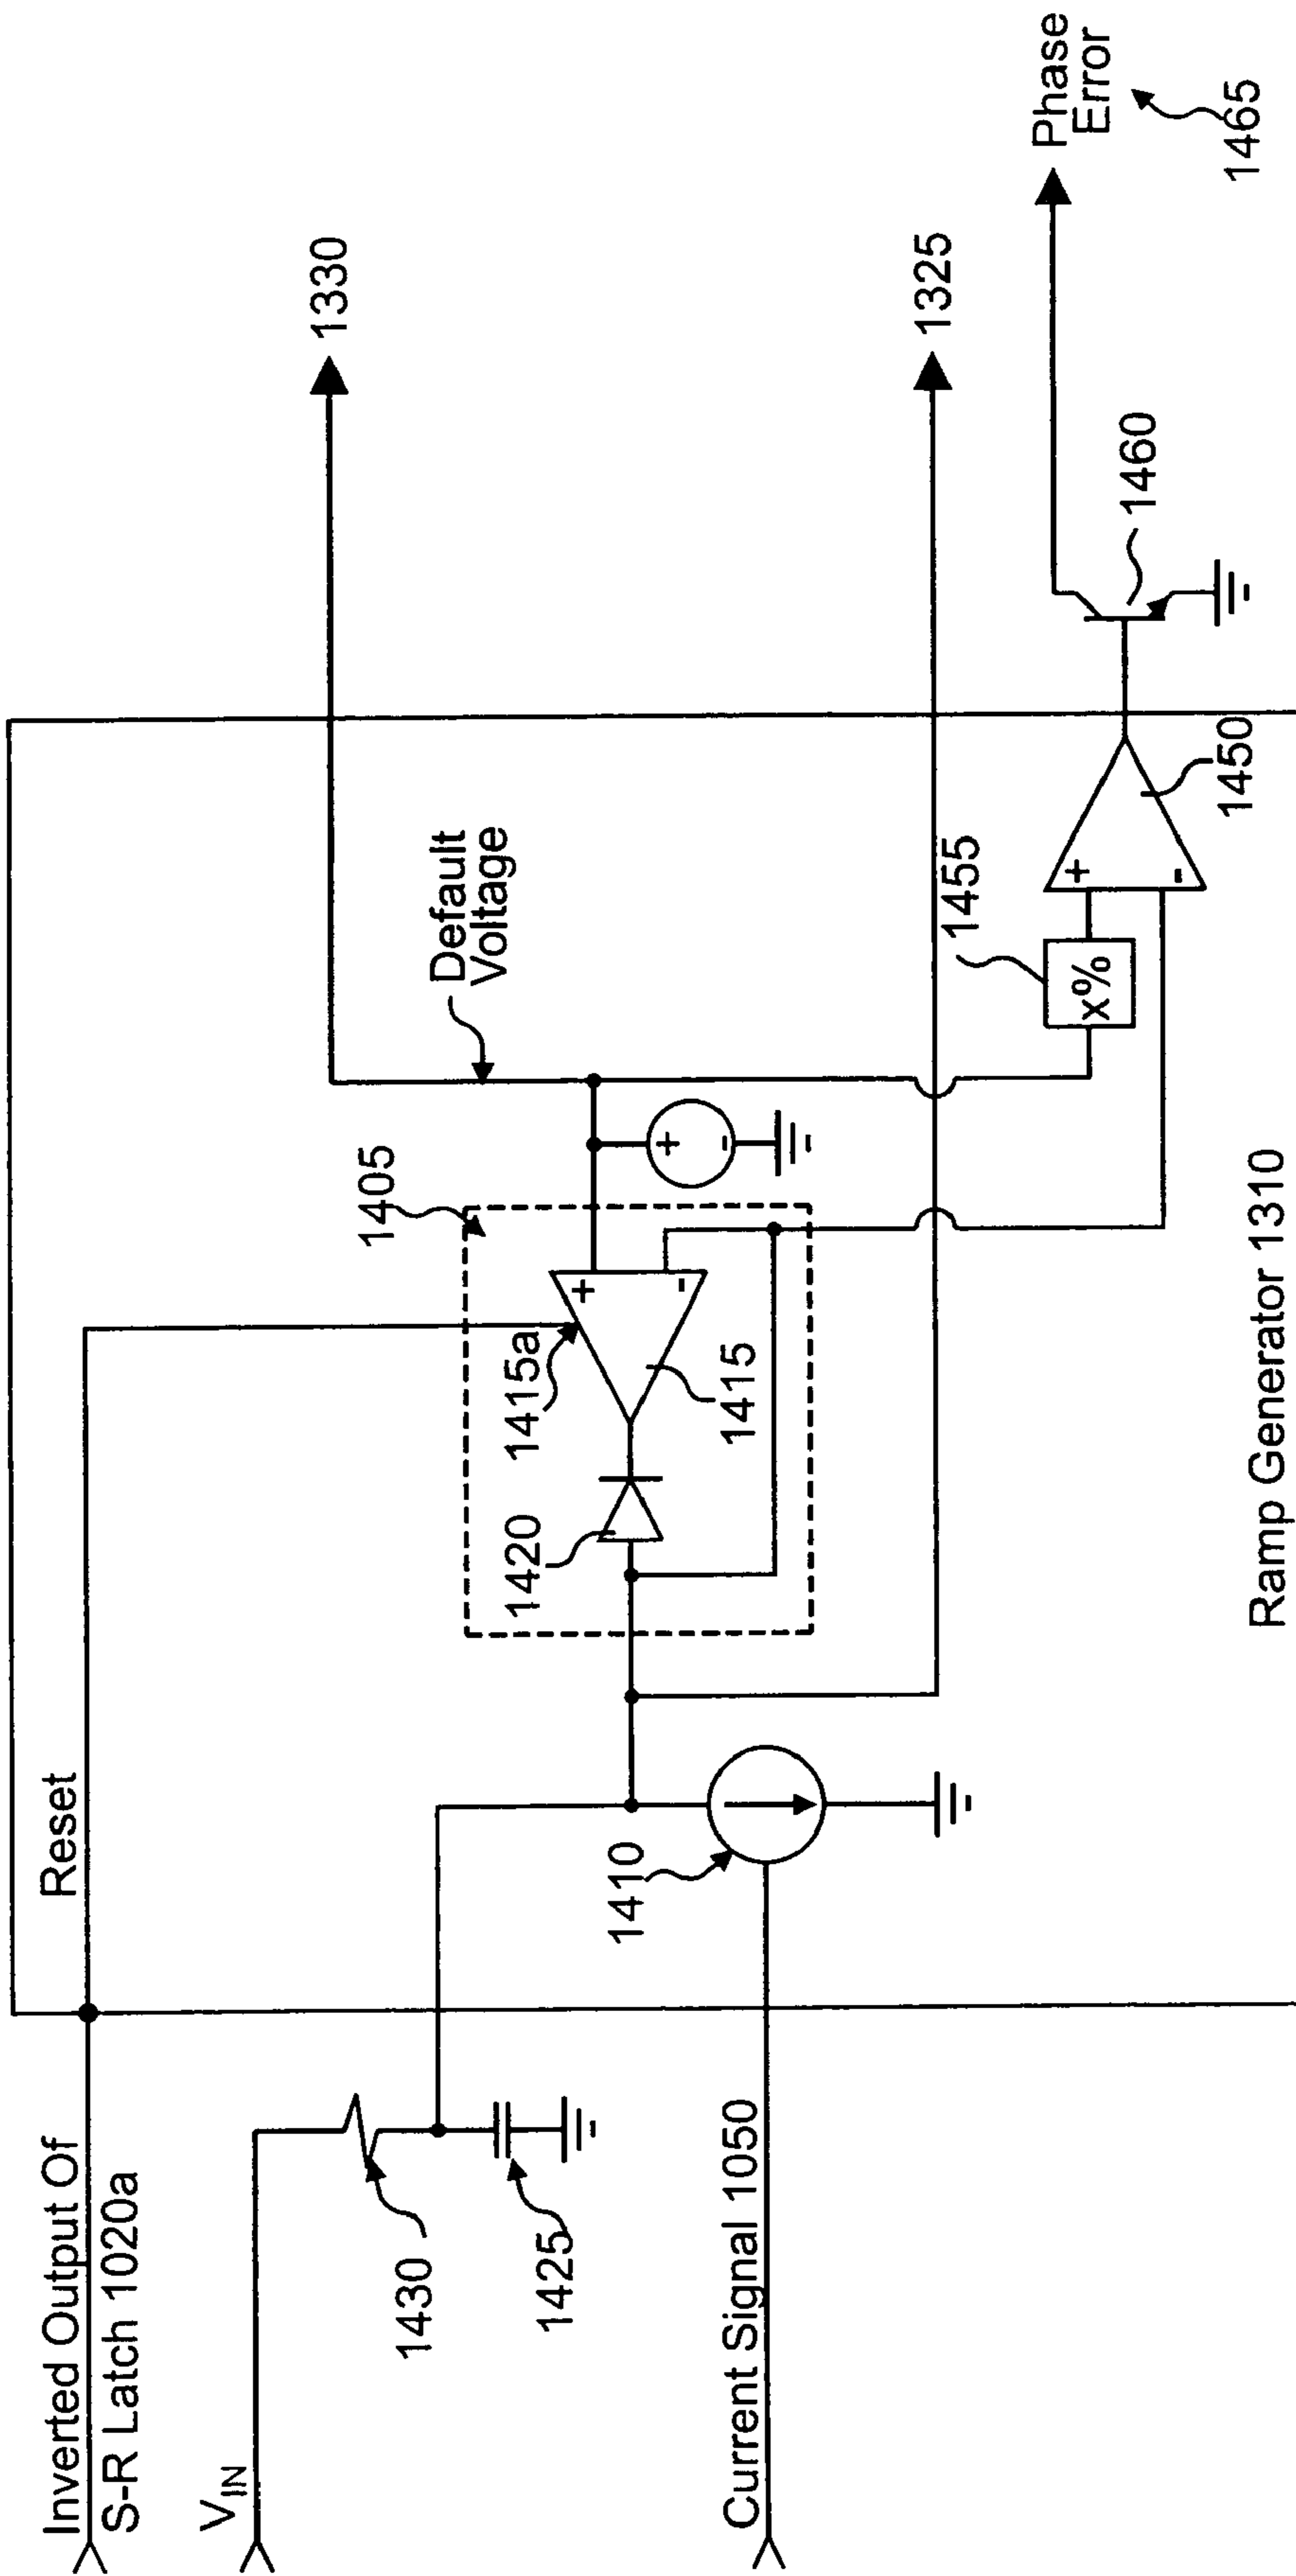 Inverted Output Of
S-R Latch 1020a
Reset
V_IN
1430
1425
Current Signal 1050
1410
1420
1415a
1415
+
-
1405
+
-
Default
Voltage
1330
1325
1455
x%
+
-
1450
1460
Phase
Error
1465
Ramp Generator 1310